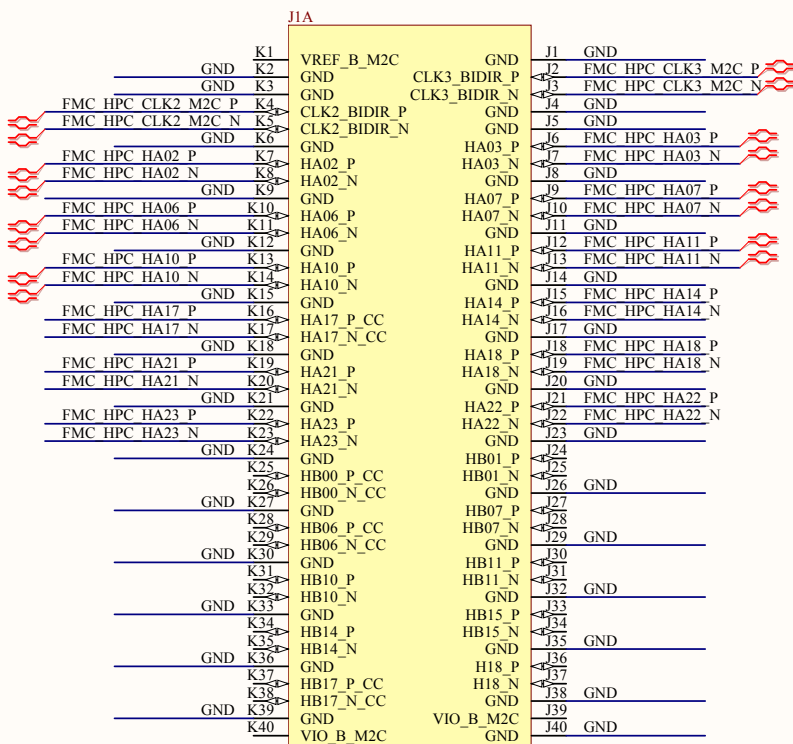 J1A
K1 VREF_B_M2C GND J1 GND
GND K2 GND CLK3_BIDIR_P J2 FMC_HPC_CLK3_M2C_P
GND K3 GND CLK3_BIDIR_N J3 FMC_HPC_CLK3_M2C_N
FMC_HPC_CLK2_M2C_P K4 CLK2_BIDIR_P GND J4 GND
FMC_HPC_CLK2_M2C_N K5 CLK2_BIDIR_N GND J5 GND
GND K6 GND HA03_P J6 FMC_HPC_HA03_P
FMC_HPC_HA02_P K7 HA02_P HA03_N J7 FMC_HPC_HA03_N
FMC_HPC_HA02_N K8 HA02_N GND J8 GND
GND K9 GND HA07_P J9 FMC_HPC_HA07_P
FMC_HPC_HA06_P K10 HA06_P HA07_N J10 FMC_HPC_HA07_N
FMC_HPC_HA06_N K11 HA06_N GND J11 GND
GND K12 GND HA11_P J12 FMC_HPC_HA11_P
FMC_HPC_HA10_P K13 HA10_P HA11_N J13 FMC_HPC_HA11_N
FMC_HPC_HA10_N K14 HA10_N GND J14 GND
GND K15 GND HA14_P J15 FMC_HPC_HA14_P
FMC_HPC_HA17_P K16 HA17_P_CC HA14_N J16 FMC_HPC_HA14_N
FMC_HPC_HA17_N K17 HA17_N_CC GND J17 GND
GND K18 GND HA18_P J18 FMC_HPC_HA18_P
FMC_HPC_HA21_P K19 HA21_P HA18_N J19 FMC_HPC_HA18_N
FMC_HPC_HA21_N K20 HA21_N GND J20 GND
GND K21 GND HA22_P J21 FMC_HPC_HA22_P
FMC_HPC_HA23_P K22 HA23_P HA22_N J22 FMC_HPC_HA22_N
FMC_HPC_HA23_N K23 HA23_N GND J23 GND
GND K24 GND HB01_P J24
K25 HB00_P_CC HB01_N J25
K26 HB00_N_CC GND J26 GND
GND K27 GND HB07_P J27
K28 HB06_P_CC HB07_N J28
K29 HB06_N_CC GND J29 GND
GND K30 GND HB11_P J30
K31 HB10_P HB11_N J31
K32 HB10_N GND J32 GND
GND K33 GND HB15_P J33
K34 HB14_P HB15_N J34
K35 HB14_N GND J35 GND
GND K36 GND H18_P J36
K37 HB17_P_CC H18_N J37
K38 HB17_N_CC GND J38 GND
GND K39 GND VIO_B_M2C J39
K40 VIO_B_M2C GND J40 GND